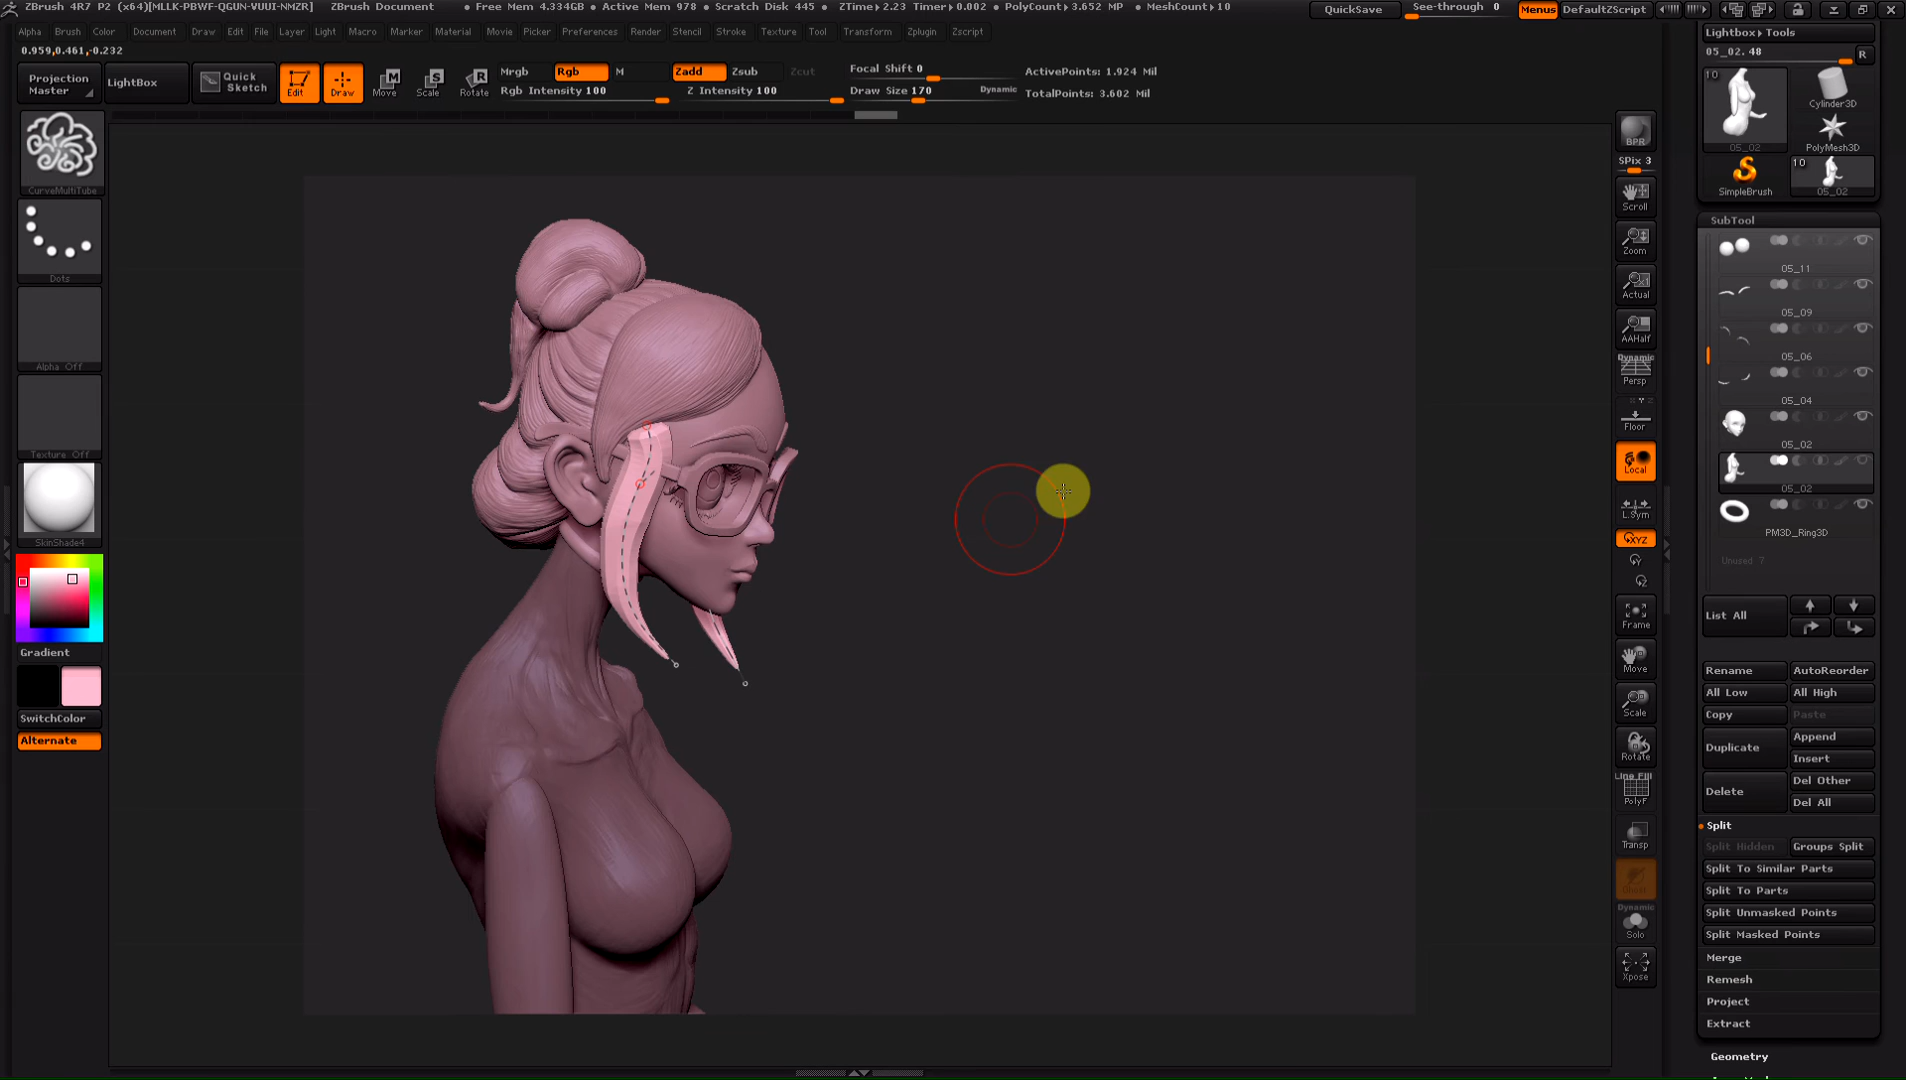 ZBrush 4R7 P2 (x64)[MLLK-PBWF-QGUN-VUUI-NMZR] ZBrush Document • Free Mem 4.334GB • Active Mem 978 • Scratch Disk 445 • ZTime▸2.23 Timer▸0.002 • PolyCount▸3.652 MP • MeshCount▸10 QuickSave See-through 0 Menus DefaultZScript
Alpha Brush Color Document Draw Edit File Layer Light Macro Marker Material Movie Picker Preferences Render Stencil Stroke Texture Tool Transform Zplugin Zscript
0.959,0.461,-0.232
Projection Master
LightBox
Quick Sketch
Edit
Draw
Move
Scale
Rotate
Mrgb Rgb M
Rgb Intensity 100
Zadd Zsub Zcut
Z Intensity 100
Focal Shift 0
Draw Size 170 Dynamic
ActivePoints: 1.924 Mil
TotalPoints: 3.602 Mil
CurveMultiTube
Dots
Alpha Off
Texture Off
SkinShade4
Gradient
SwitchColor
Alternate
BPR
SPix 3
Scroll
Zoom
Actual
AAHalf
Dynamic
Persp
Floor
Local
L.Sym
XYZ
Y
Z
Frame
Move
Scale
Rotate
Line Fill
PolyF
Transp
Ghost
Dynamic
Solo
Xpose
Lightbox▸Tools
05_02. 48 R
10
05_02
Cylinder3D
PolyMesh3D
SimpleBrush
10
05_02
SubTool
05_11
05_09
05_06
05_04
05_02
05_02
PM3D_Ring3D
Unused 7
List All
Rename AutoReorder
All Low All High
Copy Paste
Duplicate Append
Insert
Delete Del Other
Del All
Split
Split Hidden Groups Split
Split To Similar Parts
Split To Parts
Split Unmasked Points
Split Masked Points
Merge
Remesh
Project
Extract
Geometry